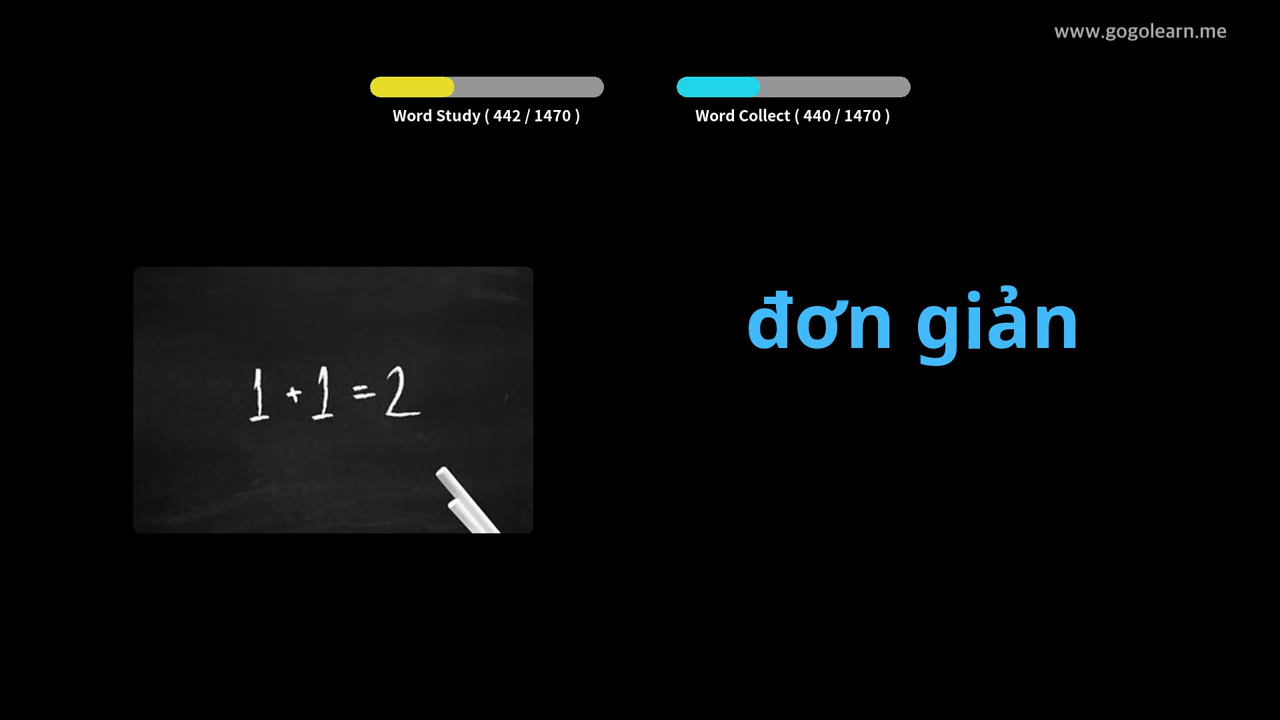 www.gogolearn.me
Word Study ( 442 / 1470 )
Word Collect ( 440 / 1470 )
1 + 1 = 2
đơn giản